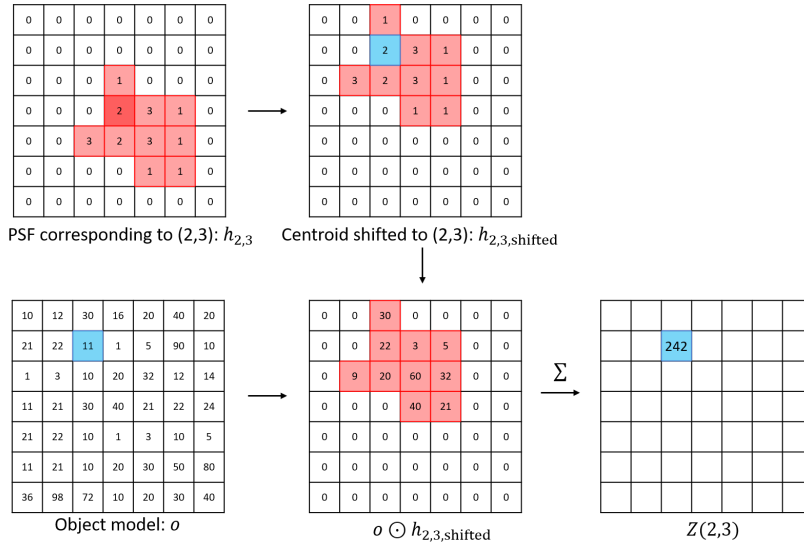 0 0 0 0 0 0 0
0 0 0 0 0 0 0
0 0 0 1 0 0 0
0 0 0 2 3 1 0
0 0 3 2 3 1 0
0 0 0 0 1 1 0
0 0 0 0 0 0 0
PSF corresponding to (2,3): h_{2,3}
0 0 1 0 0 0 0
0 0 2 3 1 0 0
0 3 2 3 1 0 0
0 0 0 1 1 0 0
0 0 0 0 0 0 0
0 0 0 0 0 0 0
0 0 0 0 0 0 0
Centroid shifted to (2,3): h_{2,3,shifted}
10 12 30 16 20 40 20
21 22 11 1 5 90 10
1 3 10 20 32 12 14
11 21 30 40 21 22 24
21 22 10 1 3 10 5
11 21 10 20 30 50 80
36 98 72 10 20 30 40
Object model: o
0 0 30 0 0 0 0
0 0 22 3 5 0 0
0 9 20 60 32 0 0
0 0 0 40 21 0 0
0 0 0 0 0 0 0
0 0 0 0 0 0 0
0 0 0 0 0 0 0
o ⊙ h_{2,3,shifted}
Σ
242
Z(2,3)